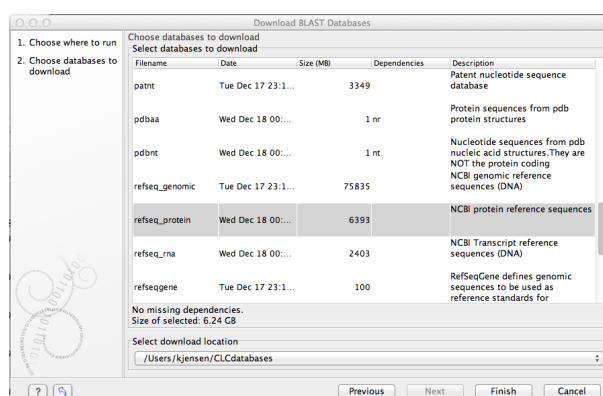 Download BLAST Databases
1. Choose where to run
2. Choose databases to
download
Choose databases to download
Select databases to download
Filename Date Size (MB) Dependencies Description
patnt Tue Dec 17 23:1... 3349 Patent nucleotide sequence
database
pdbaa Wed Dec 18 00:... 1 nr Protein sequences from pdb
protein structures
pdbnt Wed Dec 18 00:... 1 nt Nucleotide sequences from pdb
nucleic acid structures.They are
NOT the protein coding
refseq_genomic Tue Dec 17 23:1... 75835 NCBI genomic reference
sequences (DNA)
refseq_protein Wed Dec 18 00:... 6393 NCBI protein reference sequences
refseq_rna Wed Dec 18 00:... 2403 NCBI Transcript reference
sequences (DNA)
refseqgene Tue Dec 17 23:1... 100 RefSeqGene defines genomic
sequences to be used as
reference standards for
No missing dependencies.
Size of selected: 6.24 GB
Select download location
/Users/kjensen/CLCdatabases
? Previous Next Finish Cancel